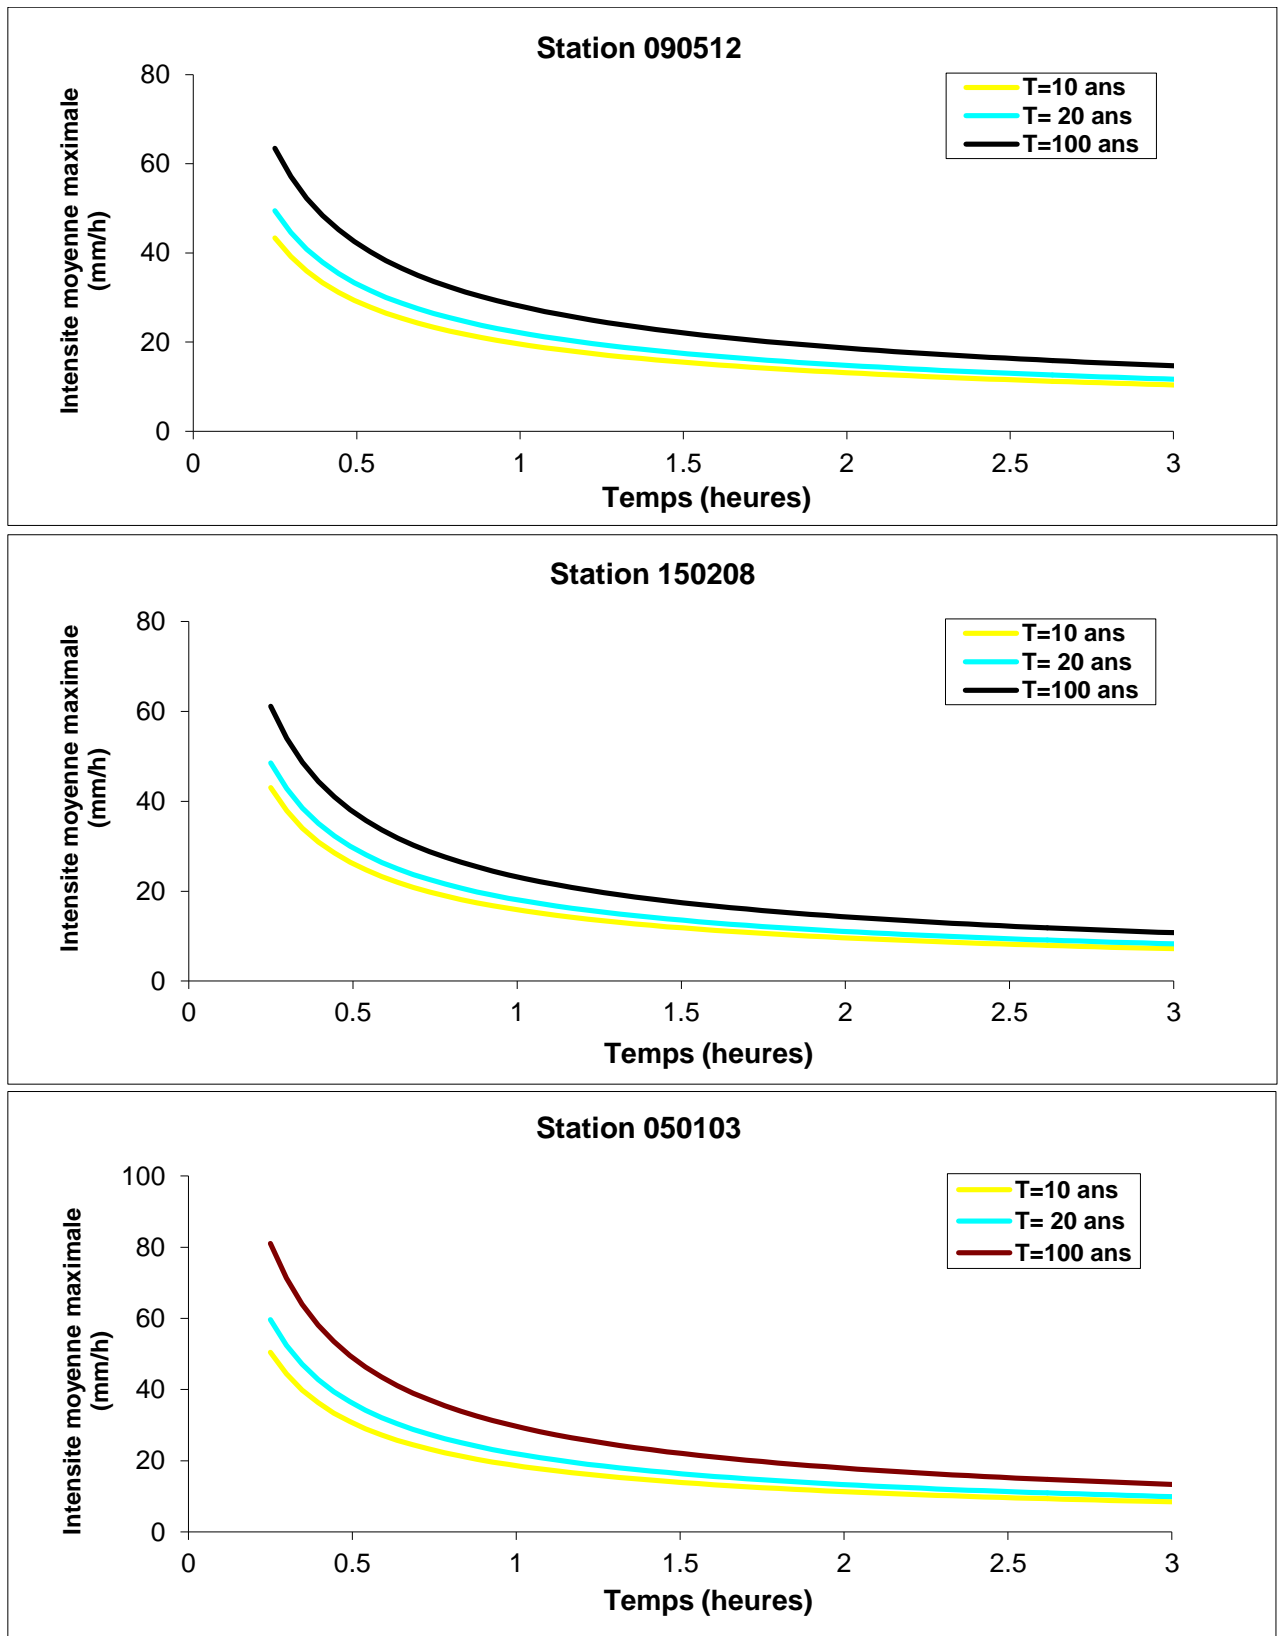 Station 090512
Intensite moyenne maximale
(mm/h)
80
60
40
20
0
0 0.5 1 1.5 2 2.5 3
Temps (heures)
T=10 ans
T= 20 ans
T=100 ans
Station 150208
Intensite moyenne maximale
(mm/h)
80
60
40
20
0
0 0.5 1 1.5 2 2.5 3
Temps (heures)
T=10 ans
T= 20 ans
T=100 ans
Station 050103
Intensite moyenne maximale
(mm/h)
100
80
60
40
20
0
0 0.5 1 1.5 2 2.5 3
Temps (heures)
T=10 ans
T= 20 ans
T=100 ans